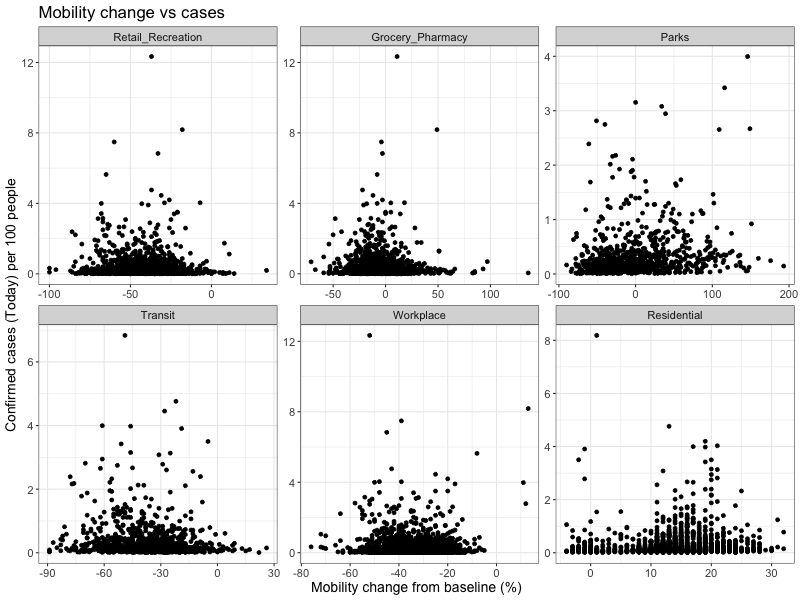 Mobility change vs cases
Retail_Recreation
Grocery_Pharmacy
Parks
12
8
4
0
-100 -50 0
12
8
4
0
-50 0 50 100
4
3
2
1
0
-100 0 100 200
Confirmed cases (Today) per 100 people
Transit
Workplace
Residential
6
4
2
0
-90 -60 -30 0 30
12
8
4
0
-80 -60 -40 -20 0
8
6
4
2
0
0 10 20 30
Mobility change from baseline (%)